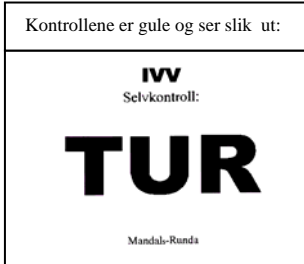 Kontrollene er gule og ser slik ut:
IVV
Selvkontroll:
TUR
Mandals-Runda